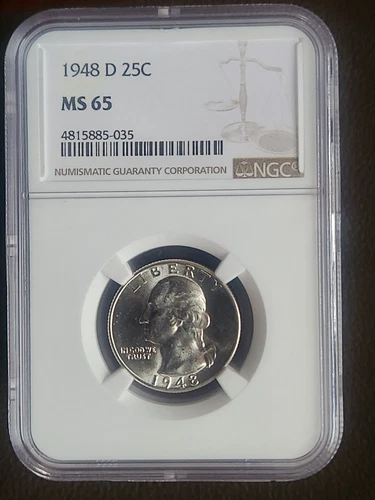 1948 D 25C
MS 65
4815885-035
NUMISMATIC GUARANTY CORPORATION
NGC
LIBERTY
IN GOD WE
TRUST
1948